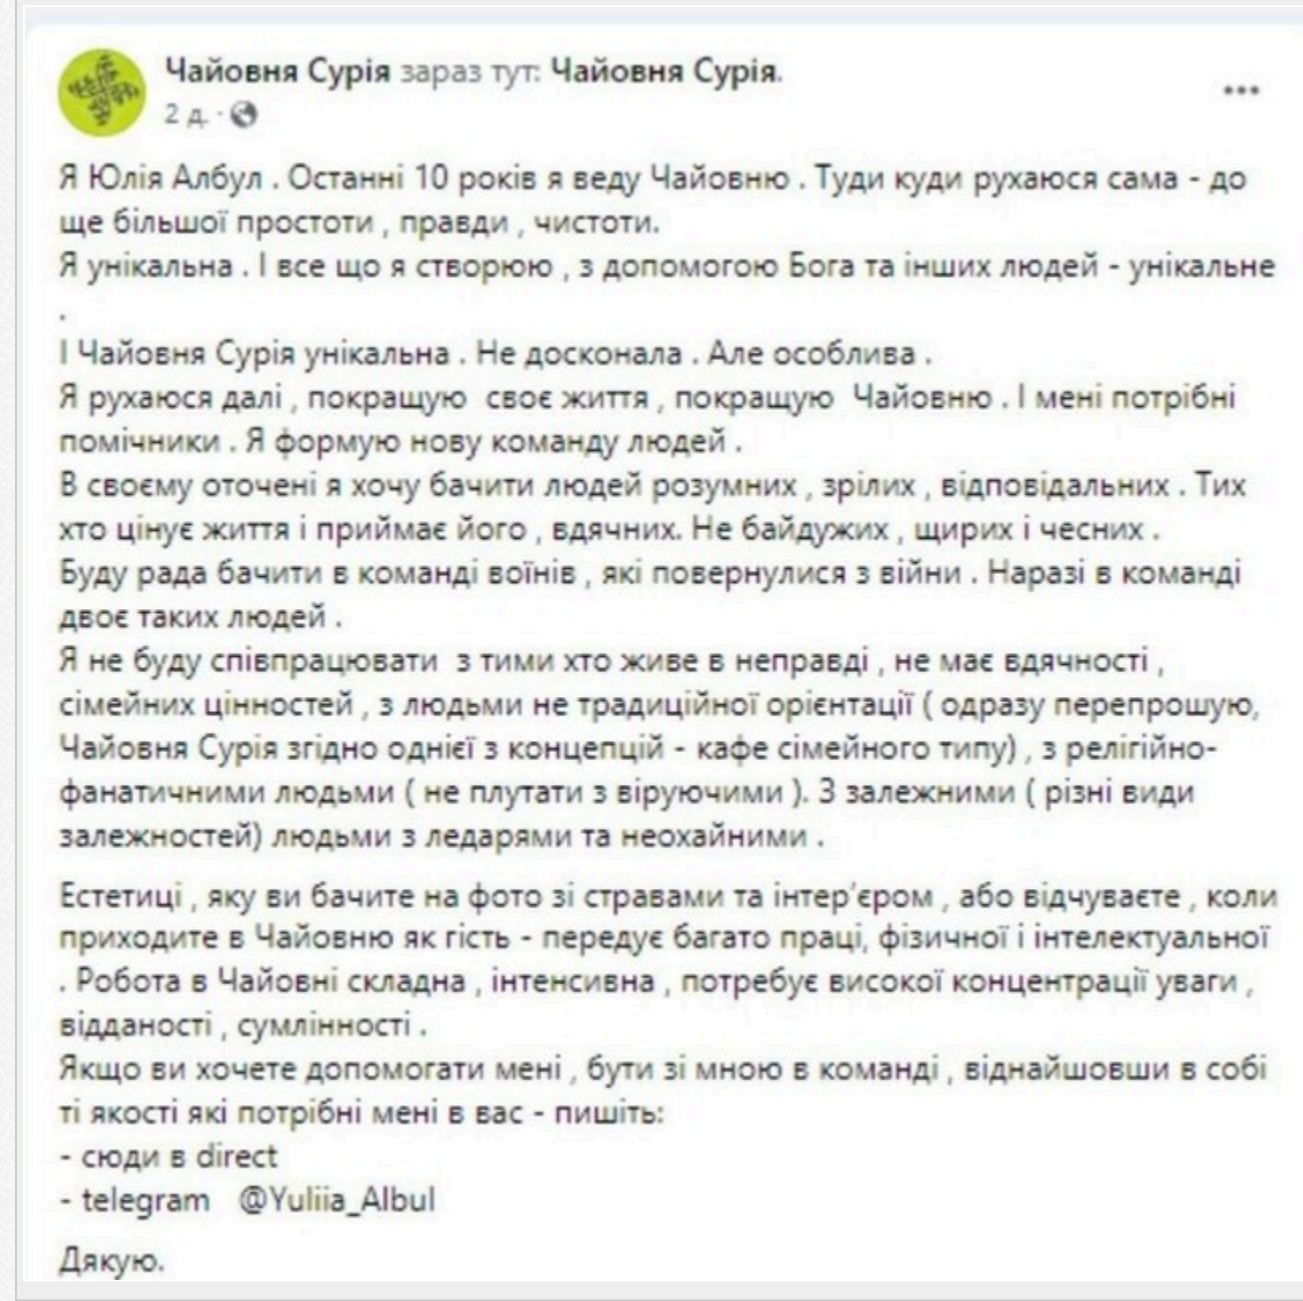 Чайовня Сурія зараз тут: Чайовня Сурія.
2 д. ·
Я Юлія Албул . Останні 10 років я веду Чайовню . Туди куди рухаюся сама - до
ще більшої простоти , правди , чистоти.
Я унікальна . І все що я створюю , з допомогою Бога та інших людей - унікальне
.
І Чайовня Сурія унікальна . Не досконала . Але особлива .
Я рухаюся далі , покращую  своє життя , покращую  Чайовню . І мені потрібні
помічники . Я формую нову команду людей .
В своєму оточені я хочу бачити людей розумних , зрілих , відповідальних . Тих
хто цінує життя і приймає його , вдячних. Не байдужих , щирих і чесних .
Буду рада бачити в команді воїнів , які повернулися з війни . Наразі в команді
двоє таких людей .
Я не буду співпрацювати  з тими хто живе в неправді , не має вдячності ,
сімейних цінностей , з людьми не традиційної орієнтації ( одразу перепрошую,
Чайовня Сурія згідно однієї з концепцій - кафе сімейного типу) , з релігійно-
фанатичними людьми ( не плутати з віруючими ). З залежними ( різні види
залежностей) людьми з ледарями та неохайними .
Естетиці , яку ви бачите на фото зі стравами та інтер'єром , або відчуваєте , коли
приходите в Чайовню як гість - передує багато праці, фізичної і інтелектуальної
. Робота в Чайовні складна , інтенсивна , потребує високої концентрації уваги ,
відданості , сумлінності .
Якщо ви хочете допомогати мені , бути зі мною в команді , віднайшовши в собі
ті якості які потрібні мені в вас - пишіть:
- сюди в direct
- telegram   @Yuliia_Albul
Дякую.